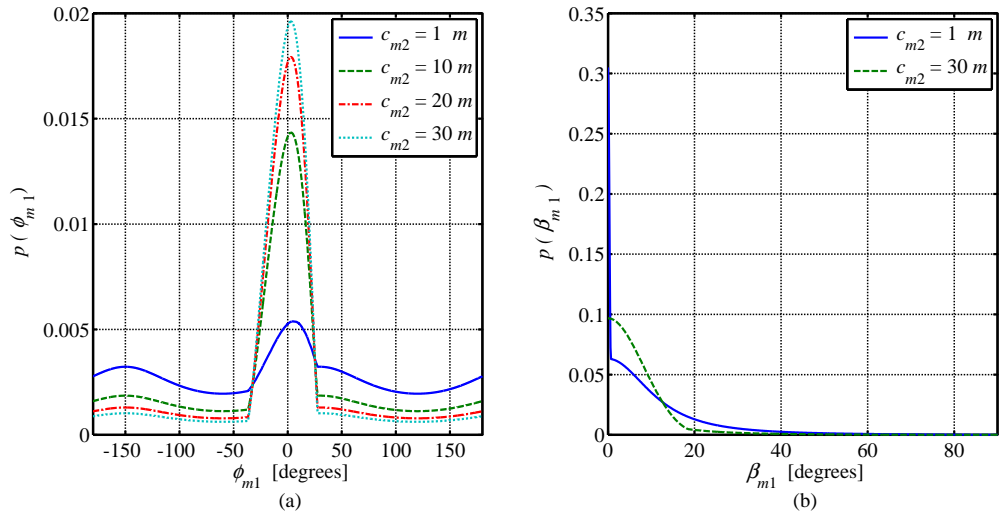 0.02
0.015
0.01
0.005
0
-150 -100 -50 0 50 100 150
p ( ϕm 1 )
ϕm1 [degrees]
(a)
cm2 = 1 m
cm2 = 10 m
cm2 = 20 m
cm2 = 30 m
0.35
0.3
0.25
0.2
0.15
0.1
0.05
0
0 20 40 60 80
p ( βm 1 )
βm1 [degrees]
(b)
cm2 = 1 m
cm2 = 30 m